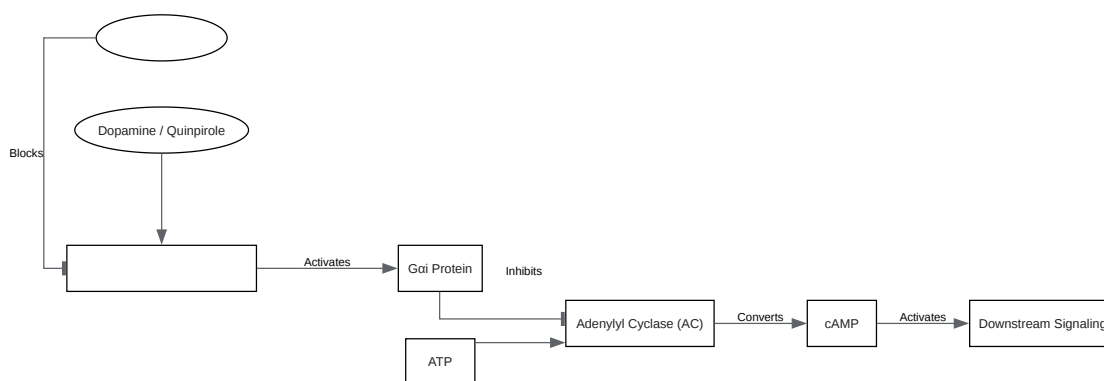 Dopamine / Quinpirole
Blocks
Activates
Gαi Protein
Inhibits
Adenylyl Cyclase (AC)
Converts
cAMP
Activates
Downstream Signaling
ATP